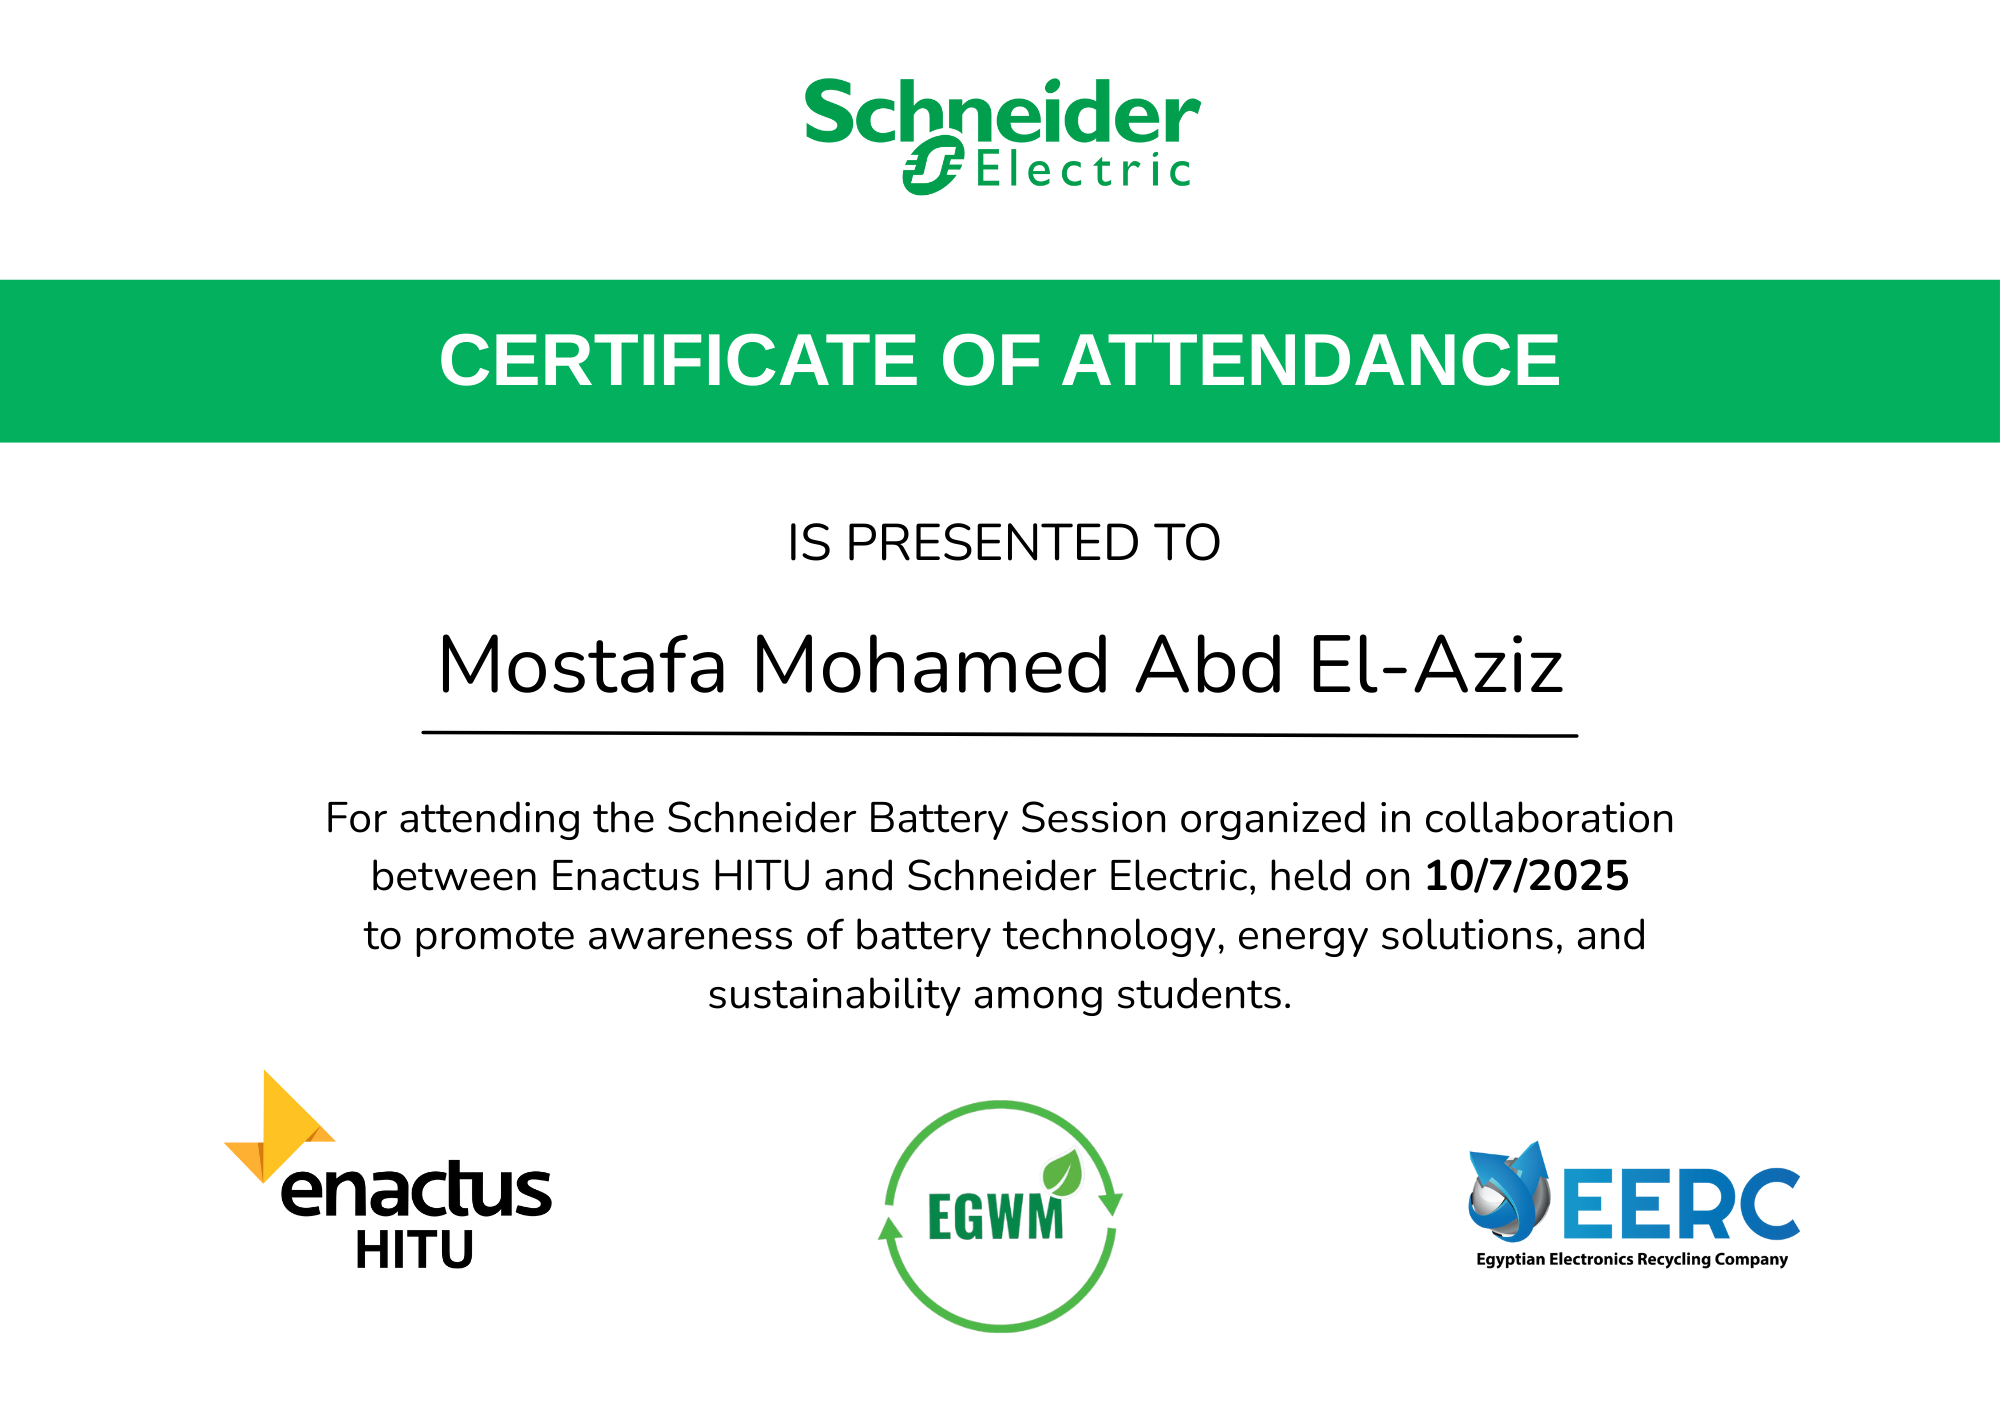 Schneider
Electric
CERTIFICATE OF ATTENDANCE
IS PRESENTED TO
Mostafa Mohamed Abd El-Aziz
For attending the Schneider Battery Session organized in collaboration
between Enactus HITU and Schneider Electric, held on 10/7/2025
to promote awareness of battery technology, energy solutions, and
sustainability among students.
enactus
HITU
EGWM
EERC
Egyptian Electronics Recycling Company